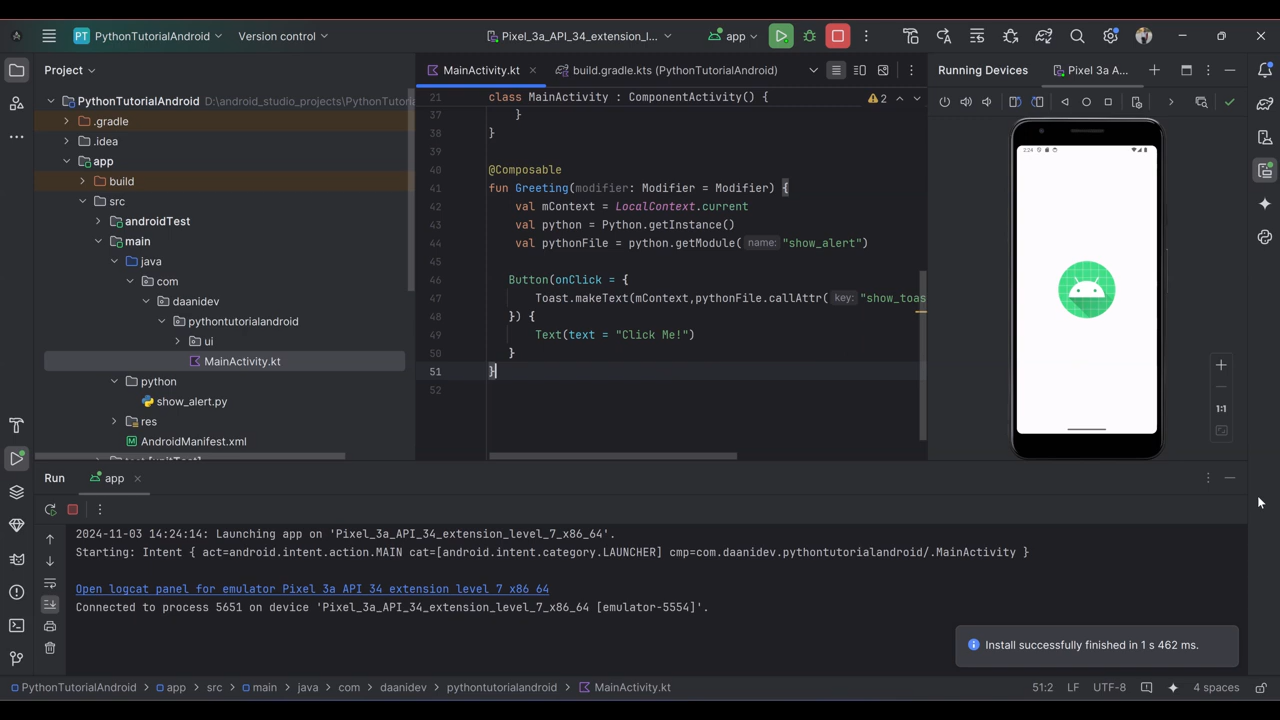 PT PythonTutorialAndroid Version control Pixel_3a_API_34_extension_l... app
Project
MainActivity.kt build.gradle.kts (PythonTutorialAndroid)
Running Devices Pixel 3a A...
PythonTutorialAndroid D:\android_studio_projects\PythonTutoria
.gradle
.idea
app
build
src
androidTest
main
java
com
daanidev
pythontutorialandroid
ui
MainActivity.kt
python
show_alert.py
res
AndroidManifest.xml
21 class MainActivity : ComponentActivity() { 2
37 }
38 }
39
40 @Composable
41 fun Greeting(modifier: Modifier = Modifier) {
42 val mContext = LocalContext.current
43 val python = Python.getInstance()
44 val pythonFile = python.getModule( name: "show_alert")
45
46 Button(onClick = {
47 Toast.makeText(mContext,pythonFile.callAttr( key: "show_toas
48 }) {
49 Text(text = "Click Me!")
50 }
51 }
52
2:24
1:1
Run app
2024-11-03 14:24:14: Launching app on 'Pixel_3a_API_34_extension_level_7_x86_64'.
Starting: Intent { act=android.intent.action.MAIN cat=[android.intent.category.LAUNCHER] cmp=com.daanidev.pythontutorialandroid/.MainActivity }
Open logcat panel for emulator Pixel 3a API 34 extension level 7 x86 64
Connected to process 5651 on device 'Pixel_3a_API_34_extension_level_7_x86_64 [emulator-5554]'.
Install successfully finished in 1 s 462 ms.
PythonTutorialAndroid > app > src > main > java > com > daanidev > pythontutorialandroid > MainActivity.kt 51:2 LF UTF-8 4 spaces